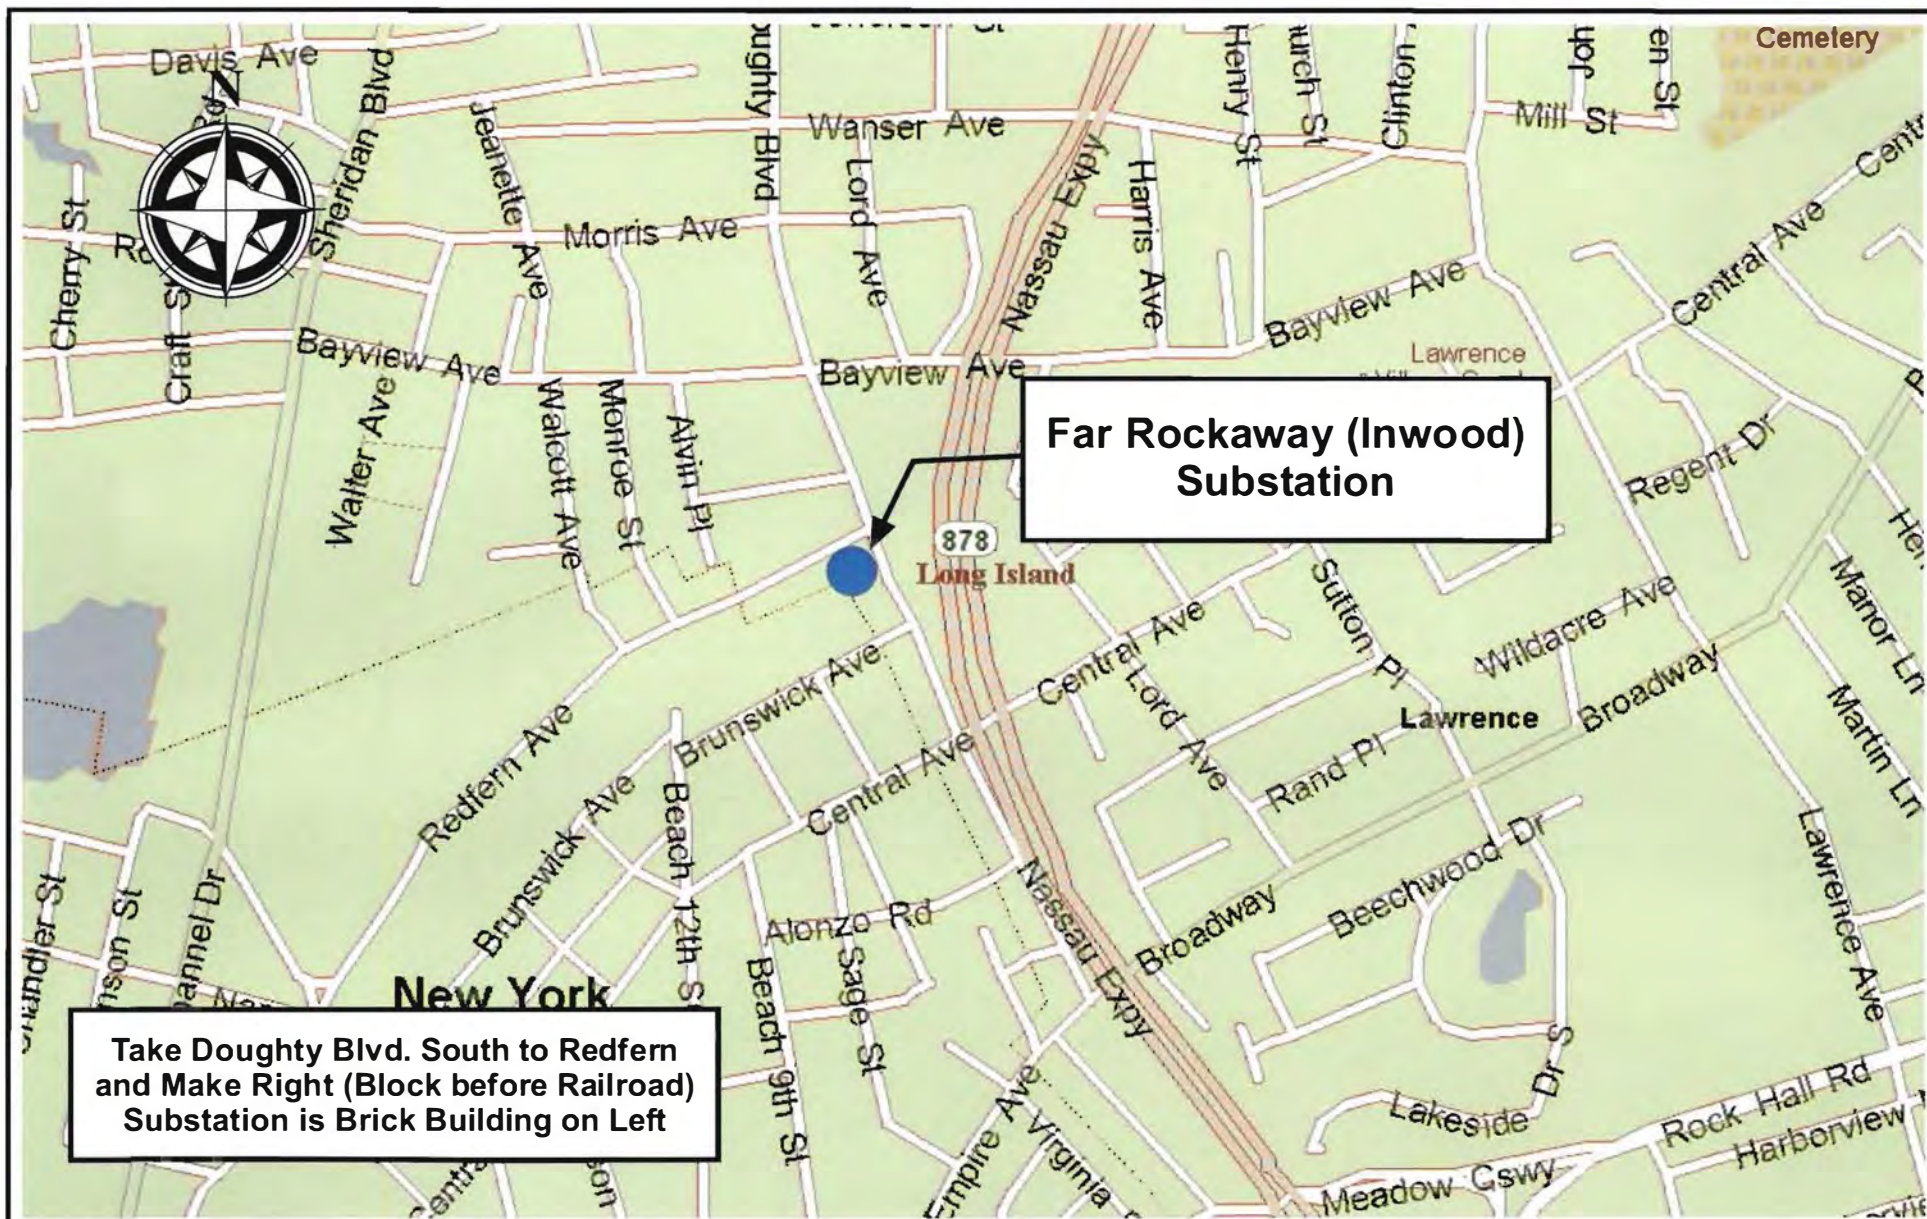 Cemetery
Davis Ave
N
Sheridan Blvd
Jeanette Ave
Blvd
Wanser Ave
Lord Ave
Nassau Expy
Harris Ave
Henry St
St
Clinton
Mill St
St
Central Ave
Cherry St
Craft St
Morris Ave
Bayview Ave
Bayview Ave
Bayview Ave
Lawrence
Walter Ave
Walcott Ave
Monroe St
Alvin Pl
Far Rockaway (Inwood)
Substation
Regent Dr
878
Long Island
Sutton Pl
Wildacre Ave
Manor Ln
Martin Ln
Central Ave
Lord Ave
Lawrence
Broadway
Rand Pl
Brunswick Ave
Redfern Ave
Brunswick Ave
Beach 12th St
Central Ave
Beechwood Dr
Lawrence Ave
Alonzo Rd
Nassau Expy
Broadway
New York
Sage St
Beach 9th St
Take Doughty Blvd. South to Redfern
and Make Right (Block before Railroad)
Substation is Brick Building on Left
Empire Ave
Virginia
Lakeside Dr S
Rock Hall Rd
Harborview
Meadow Cswy